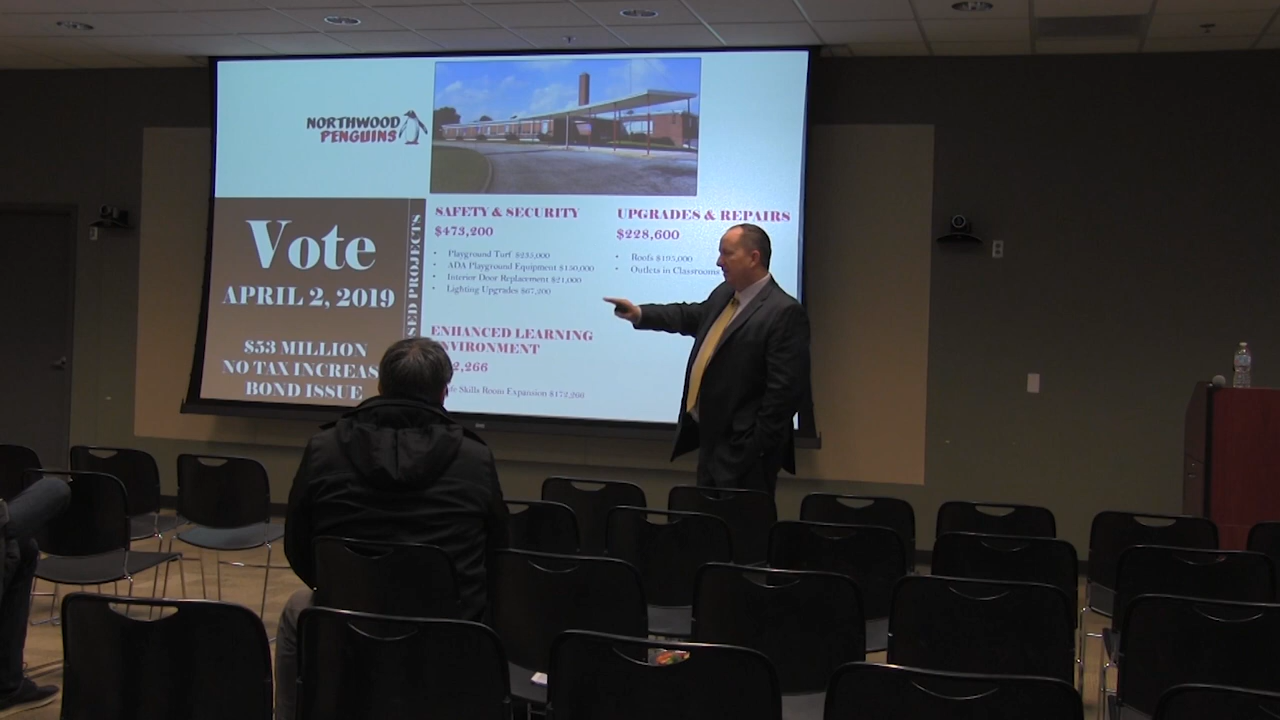 NORTHWOOD
PENGUINS
Vote
APRIL 2, 2019
$53 MILLION
NO TAX INCREAS
BOND ISSUE
SED PROJECTS
SAFETY & SECURITY
$473,200
• Playground Turf $235,000
• ADA Playground Equipment $150,000
• Interior Door Replacement $21,000
• Lighting Upgrades $67,200
UPGRADES & REPAIRS
$228,600
• Roofs $195,000
• Outlets in Classrooms
ENHANCED LEARNING
ENVIRONMENT
2,266
Skills Room Expansion $172,266